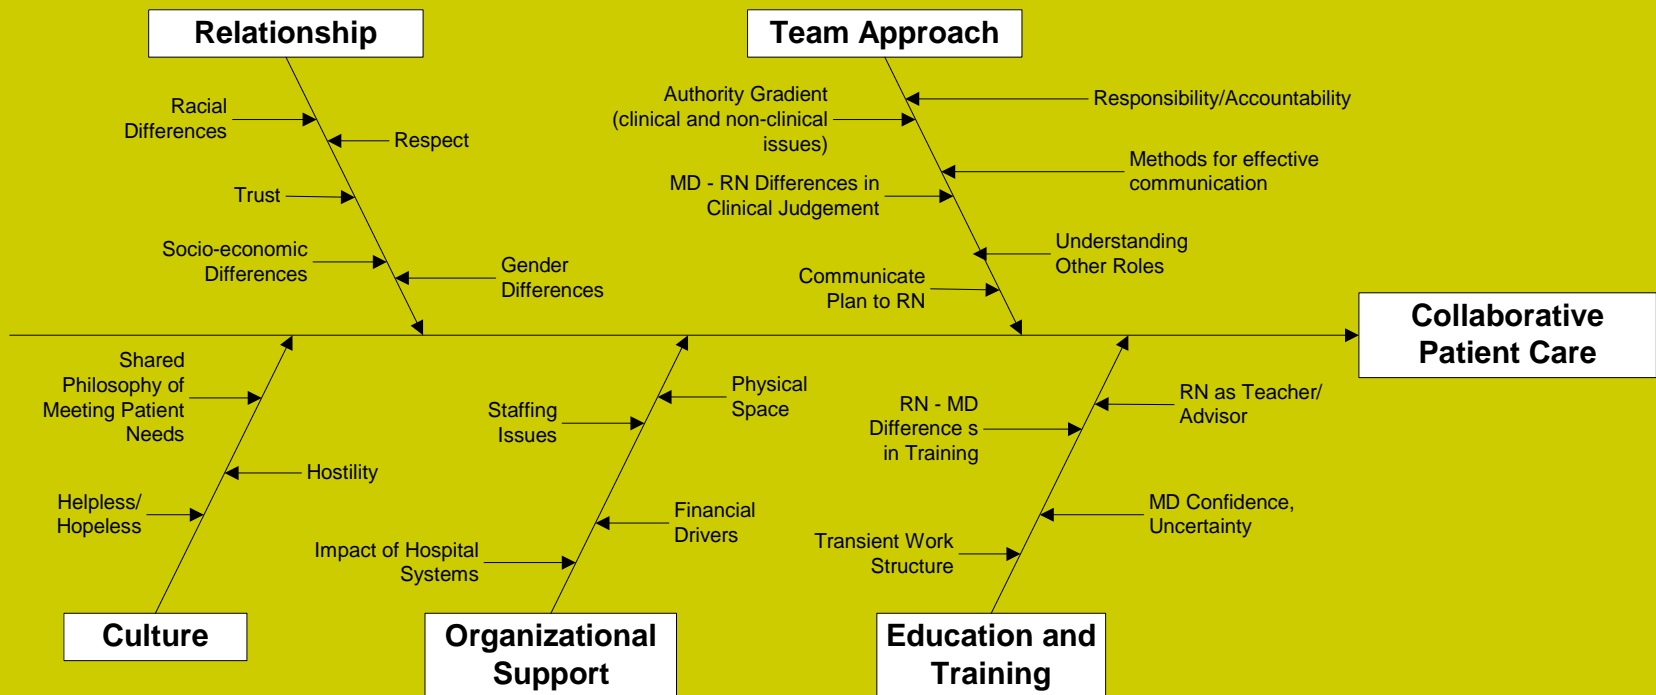 Relationship
Racial
Differences
Respect
Trust
Socio-economic
Differences
Gender
Differences
Team Approach
Authority Gradient
(clinical and non-clinical
issues)
Responsibility/Accountability
Methods for effective
communication
MD - RN Differences in
Clinical Judgement
Understanding
Other Roles
Communicate
Plan to RN
Collaborative
Patient Care
Shared
Philosophy of
Meeting Patient
Needs
Hostility
Helpless/
Hopeless
Culture
Physical
Space
Staffing
Issues
Financial
Drivers
Impact of Hospital
Systems
Organizational
Support
RN as Teacher/
Advisor
RN - MD
Difference s
in Training
MD Confidence,
Uncertainty
Transient Work
Structure
Education and
Training